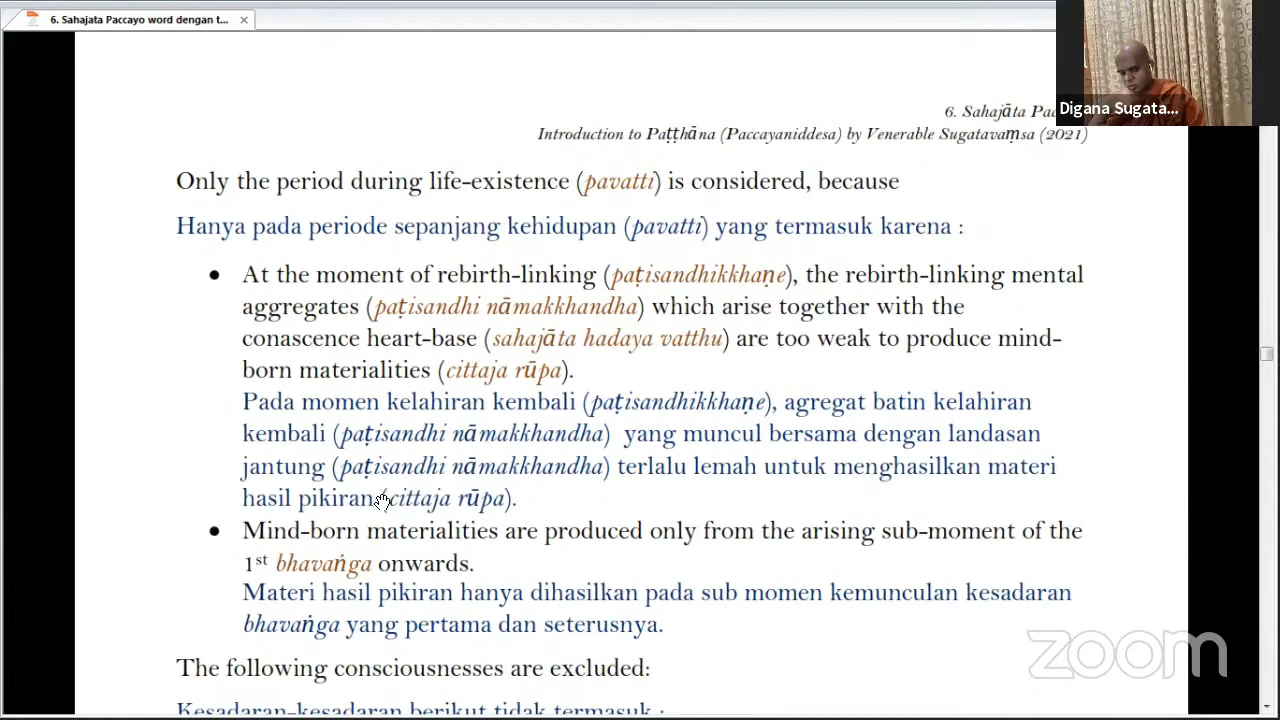 6. Sahajata Paccayo word dengan t...
Digana Sugata...
6. Sahajāta Pa
Introduction to Paṭṭhāna (Paccayaniddesa) by Venerable Sugatavaṃsa (2021)
Only the period during life-existence (pavatti) is considered, because
Hanya pada periode sepanjang kehidupan (pavatti) yang termasuk karena :
• At the moment of rebirth-linking (paṭisandhikkhaṇe), the rebirth-linking mental
aggregates (paṭisandhi nāmakkhandha) which arise together with the
conascence heart-base (sahajāta hadaya vatthu) are too weak to produce mind-
born materialities (cittaja rūpa).
Pada momen kelahiran kembali (paṭisandhikkhaṇe), agregat batin kelahiran
kembali (paṭisandhi nāmakkhandha) yang muncul bersama dengan landasan
jantung (paṭisandhi nāmakkhandha) terlalu lemah untuk menghasilkan materi
hasil pikiran (cittaja rūpa).
• Mind-born materialities are produced only from the arising sub-moment of the
1st bhavaṅga onwards.
Materi hasil pikiran hanya dihasilkan pada sub momen kemunculan kesadaran
bhavaṅga yang pertama dan seterusnya.
The following consciousnesses are excluded:
Kesadaran-kesadaran berikut tidak termasuk :
zoom